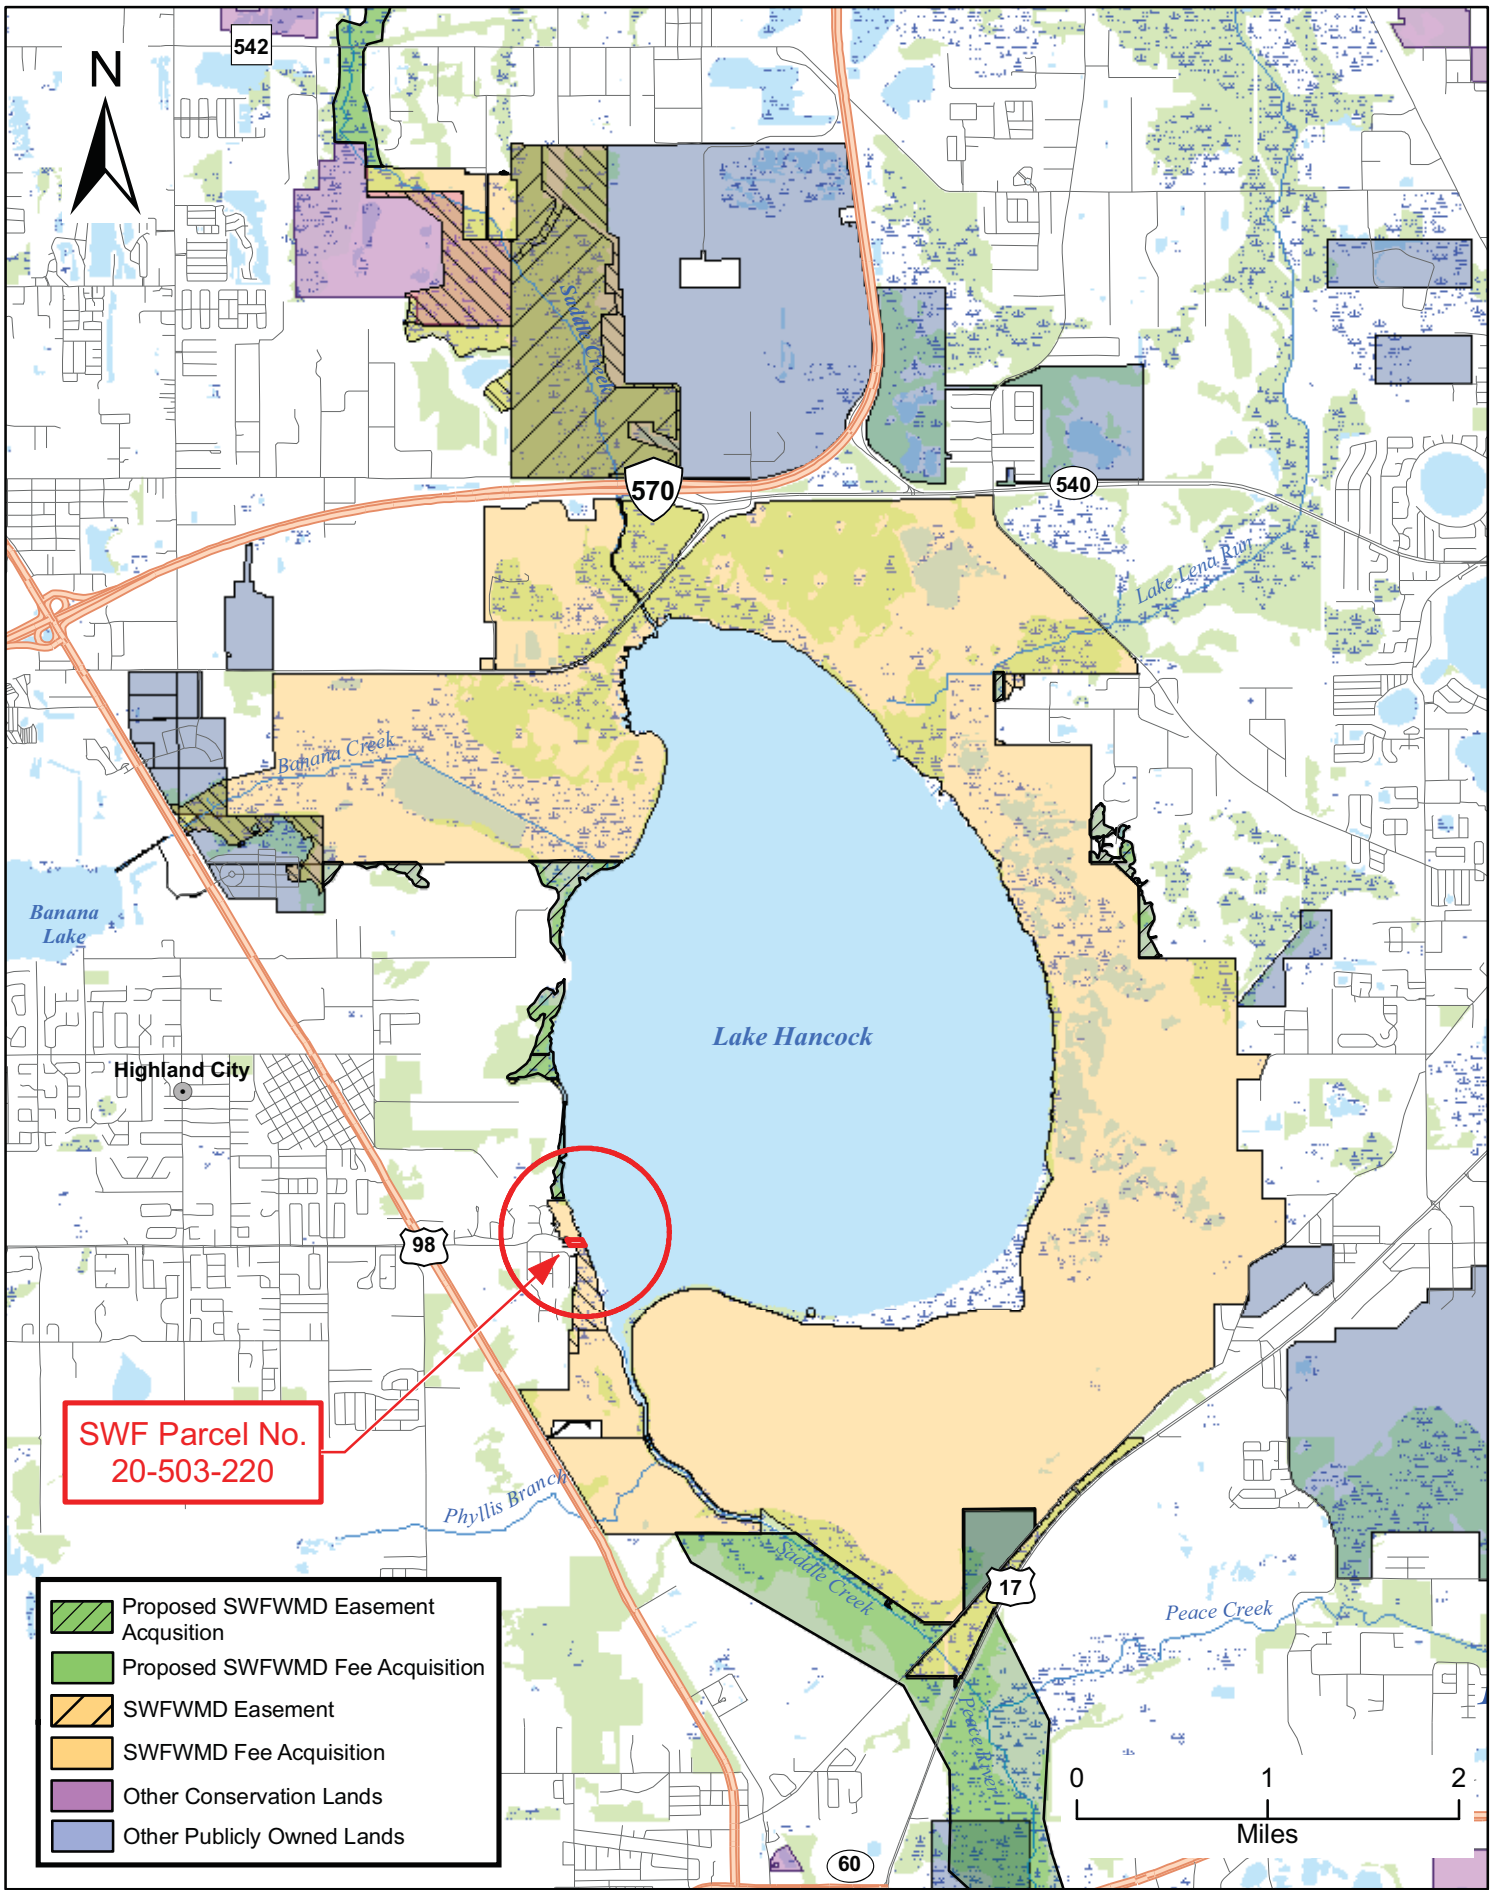 542
N
Saddle Creek
570
540
Lake Lena Run
Banana Creek
Banana
Lake
Lake Hancock
Highland City
98
SWF Parcel No.
20-503-220
Phyllis Branch
Saddle Creek
17
Peace Creek
Peace River
Proposed SWFWMD Easement
Acqusition
Proposed SWFWMD Fee Acquisition
SWFWMD Easement
SWFWMD Fee Acquisition
Other Conservation Lands
Other Publicly Owned Lands
0 1 2
Miles
60